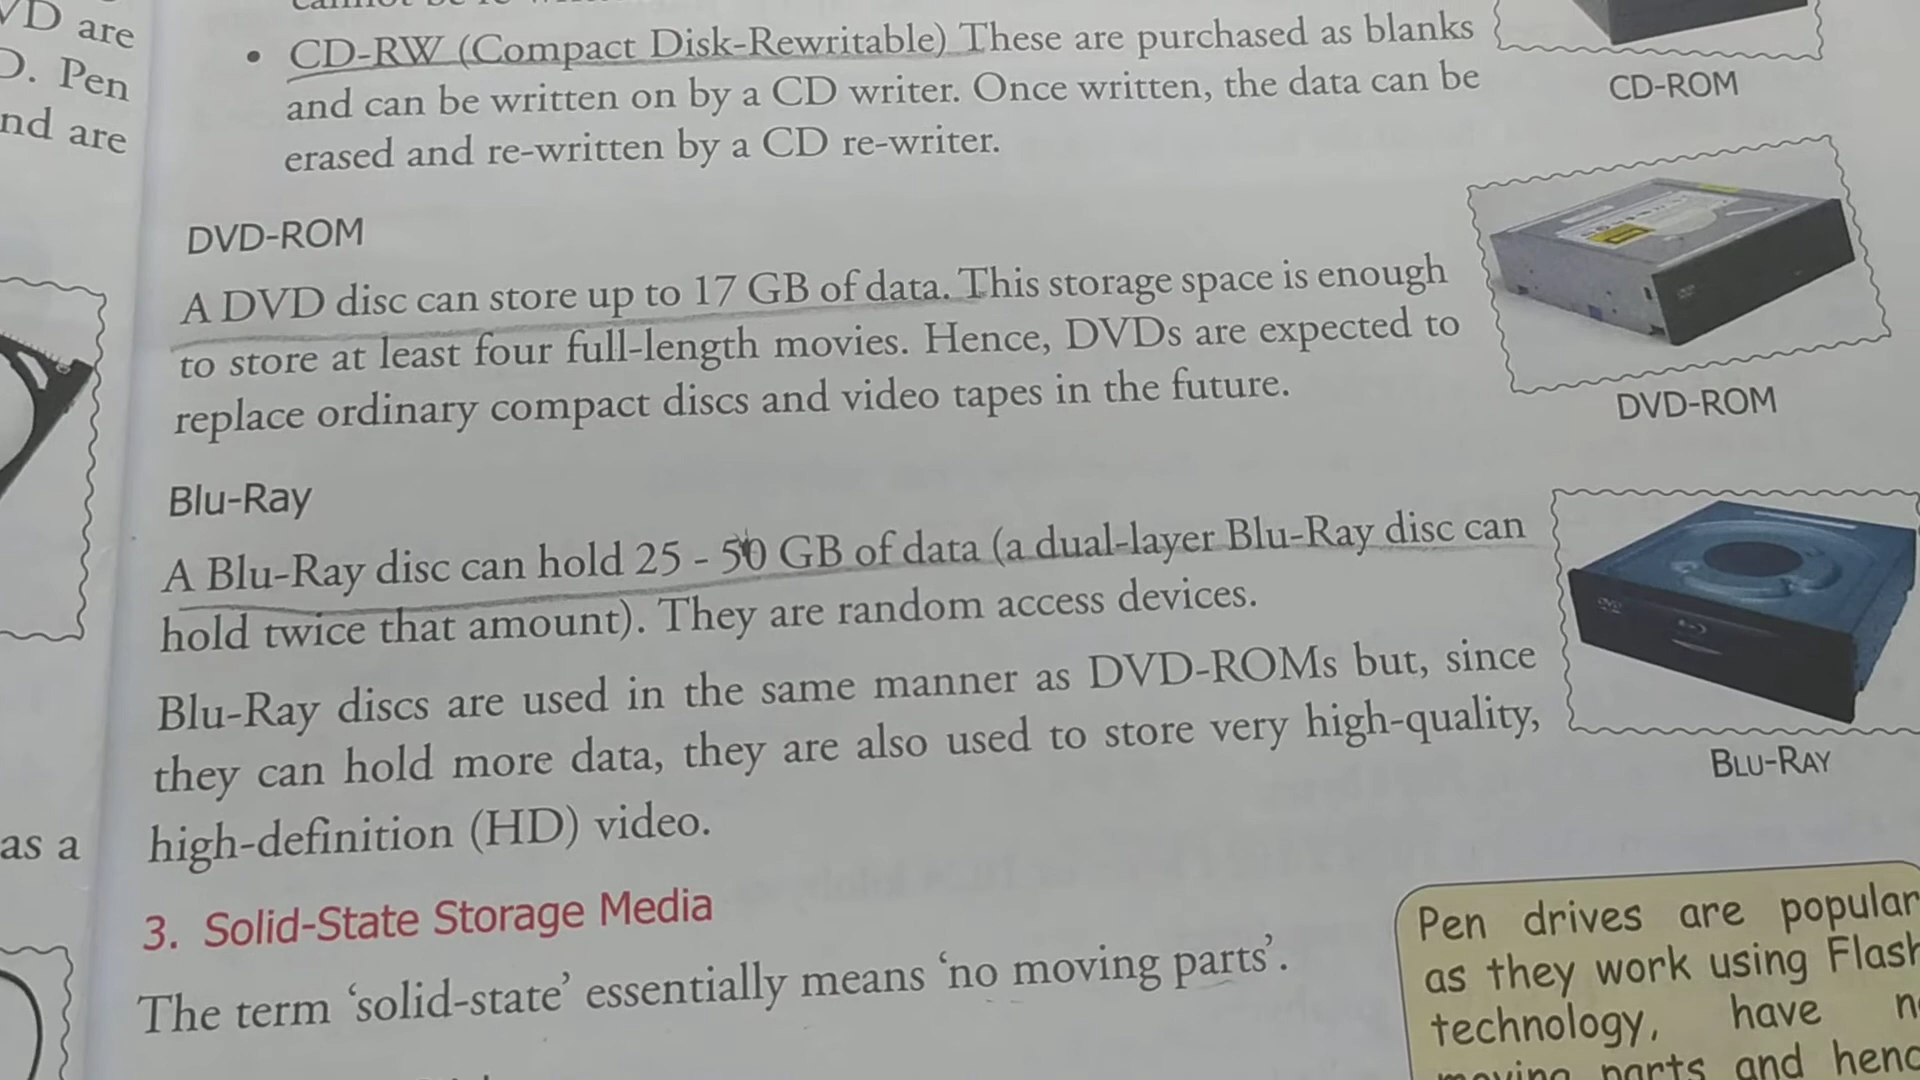 VD are
D. Pen
nd are
as a
• CD-RW (Compact Disk-Rewritable) These are purchased as blanks
and can be written on by a CD writer. Once written, the data can be
erased and re-written by a CD re-writer.
CD-ROM
DVD-ROM
A DVD disc can store up to 17 GB of data. This storage space is enough
to store at least four full-length movies. Hence, DVDs are expected to
replace ordinary compact discs and video tapes in the future.
DVD-ROM
Blu-Ray
A Blu-Ray disc can hold 25 - 50 GB of data (a dual-layer Blu-Ray disc can
hold twice that amount). They are random access devices.
Blu-Ray discs are used in the same manner as DVD-ROMs but, since
they can hold more data, they are also used to store very high-quality,
high-definition (HD) video.
BLU-RAY
3. Solid-State Storage Media
The term ‘solid-state’ essentially means ‘no moving parts’.
Pen drives are popular
as they work using Flash
technology, have n
moving parts and henc